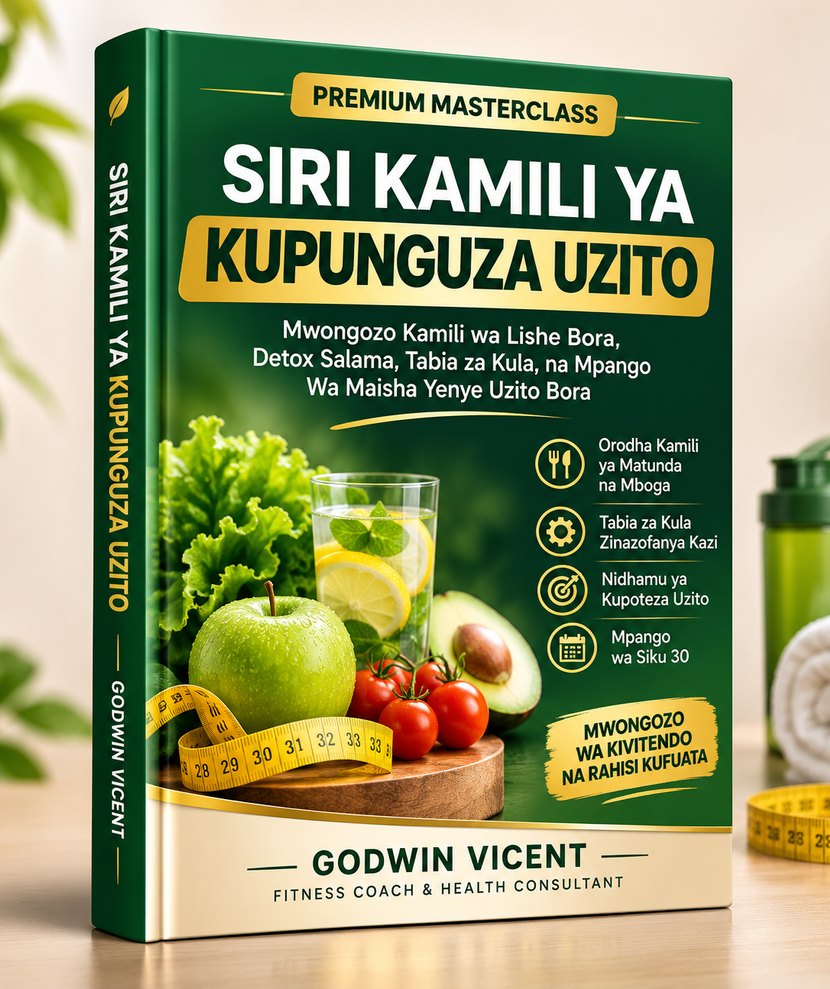 PREMIUM MASTERCLASS
SIRI KAMILI YA
KUPUNGUZA UZITO
Mwongozo Kamili wa Lishe Bora,
Detox Salama, Tabia za Kula, na Mpango
Wa Maisha Yenye Uzito Bora
Orodha Kamili
ya Matunda
na Mboga
Tabia za Kula
Zinazofanya Kazi
Nidhamu ya
Kupoteza Uzito
Mpango
wa Siku 30
MWONGOZO
WA KIVITENDO
NA RAHISI KUFUATA
28 29 30 31 32 33 33
GODWIN VICENT
FITNESS COACH & HEALTH CONSULTANT
SIRI KAMILI YA KUPUNGUZA UZITO
GODWIN VICENT